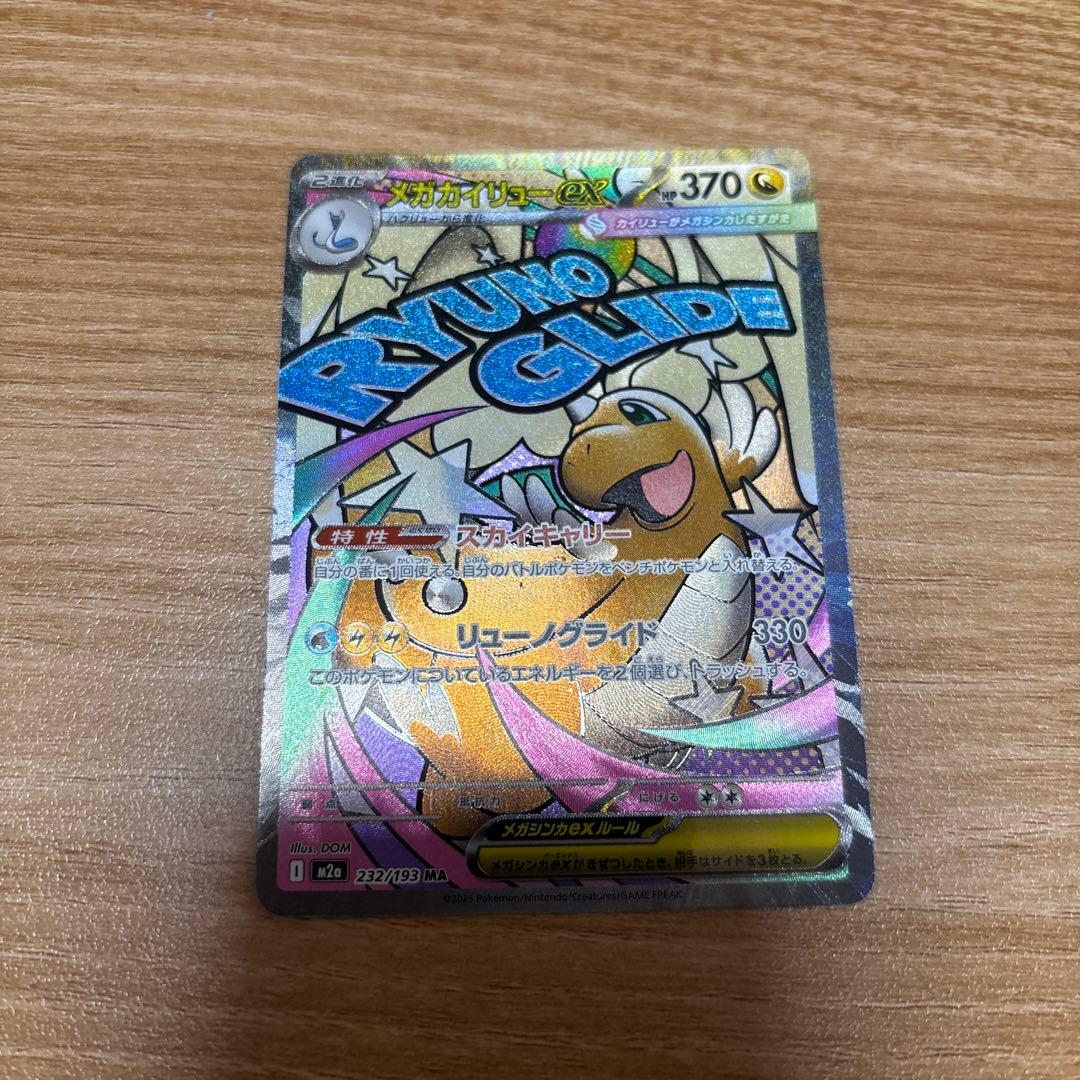 2進化
メガカイリューex
HP370
ハクリューから進化
カイリューがメガシンカしたすがた
RYUNO
GLIDE
特性
スカイキャリー
自分の番に1回使える。自分のバトルポケモンをベンチポケモンと入れ替える。
リューノグライド 330
このポケモンについているエネルギーを2個選び、トラッシュする。
弱点 抵抗力 にげる
メガシンカexルール
メガシンカexがきぜつしたとき、相手はサイドを3枚とる。
Illus. DOM
I m2a 232/193 MA
©2025 Pokémon/Nintendo/Creatures/GAME FREAK.